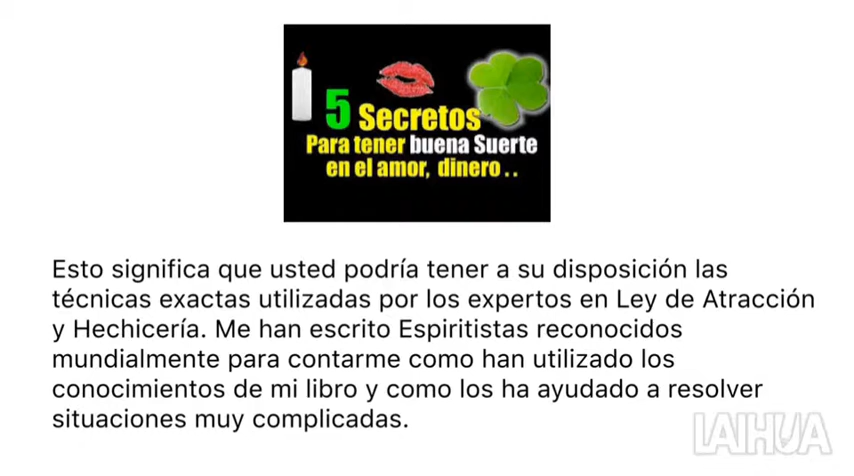 5 Secretos
Para tener buena Suerte
en el amor, dinero . .
Esto significa que usted podría tener a su disposición las
técnicas exactas utilizadas por los expertos en Ley de Atracción
y Hechicería. Me han escrito Espiritistas reconocidos
mundialmente para contarme como han utilizado los
conocimientos de mi libro y como los ha ayudado a resolver
situaciones muy complicadas.
LAIHUA